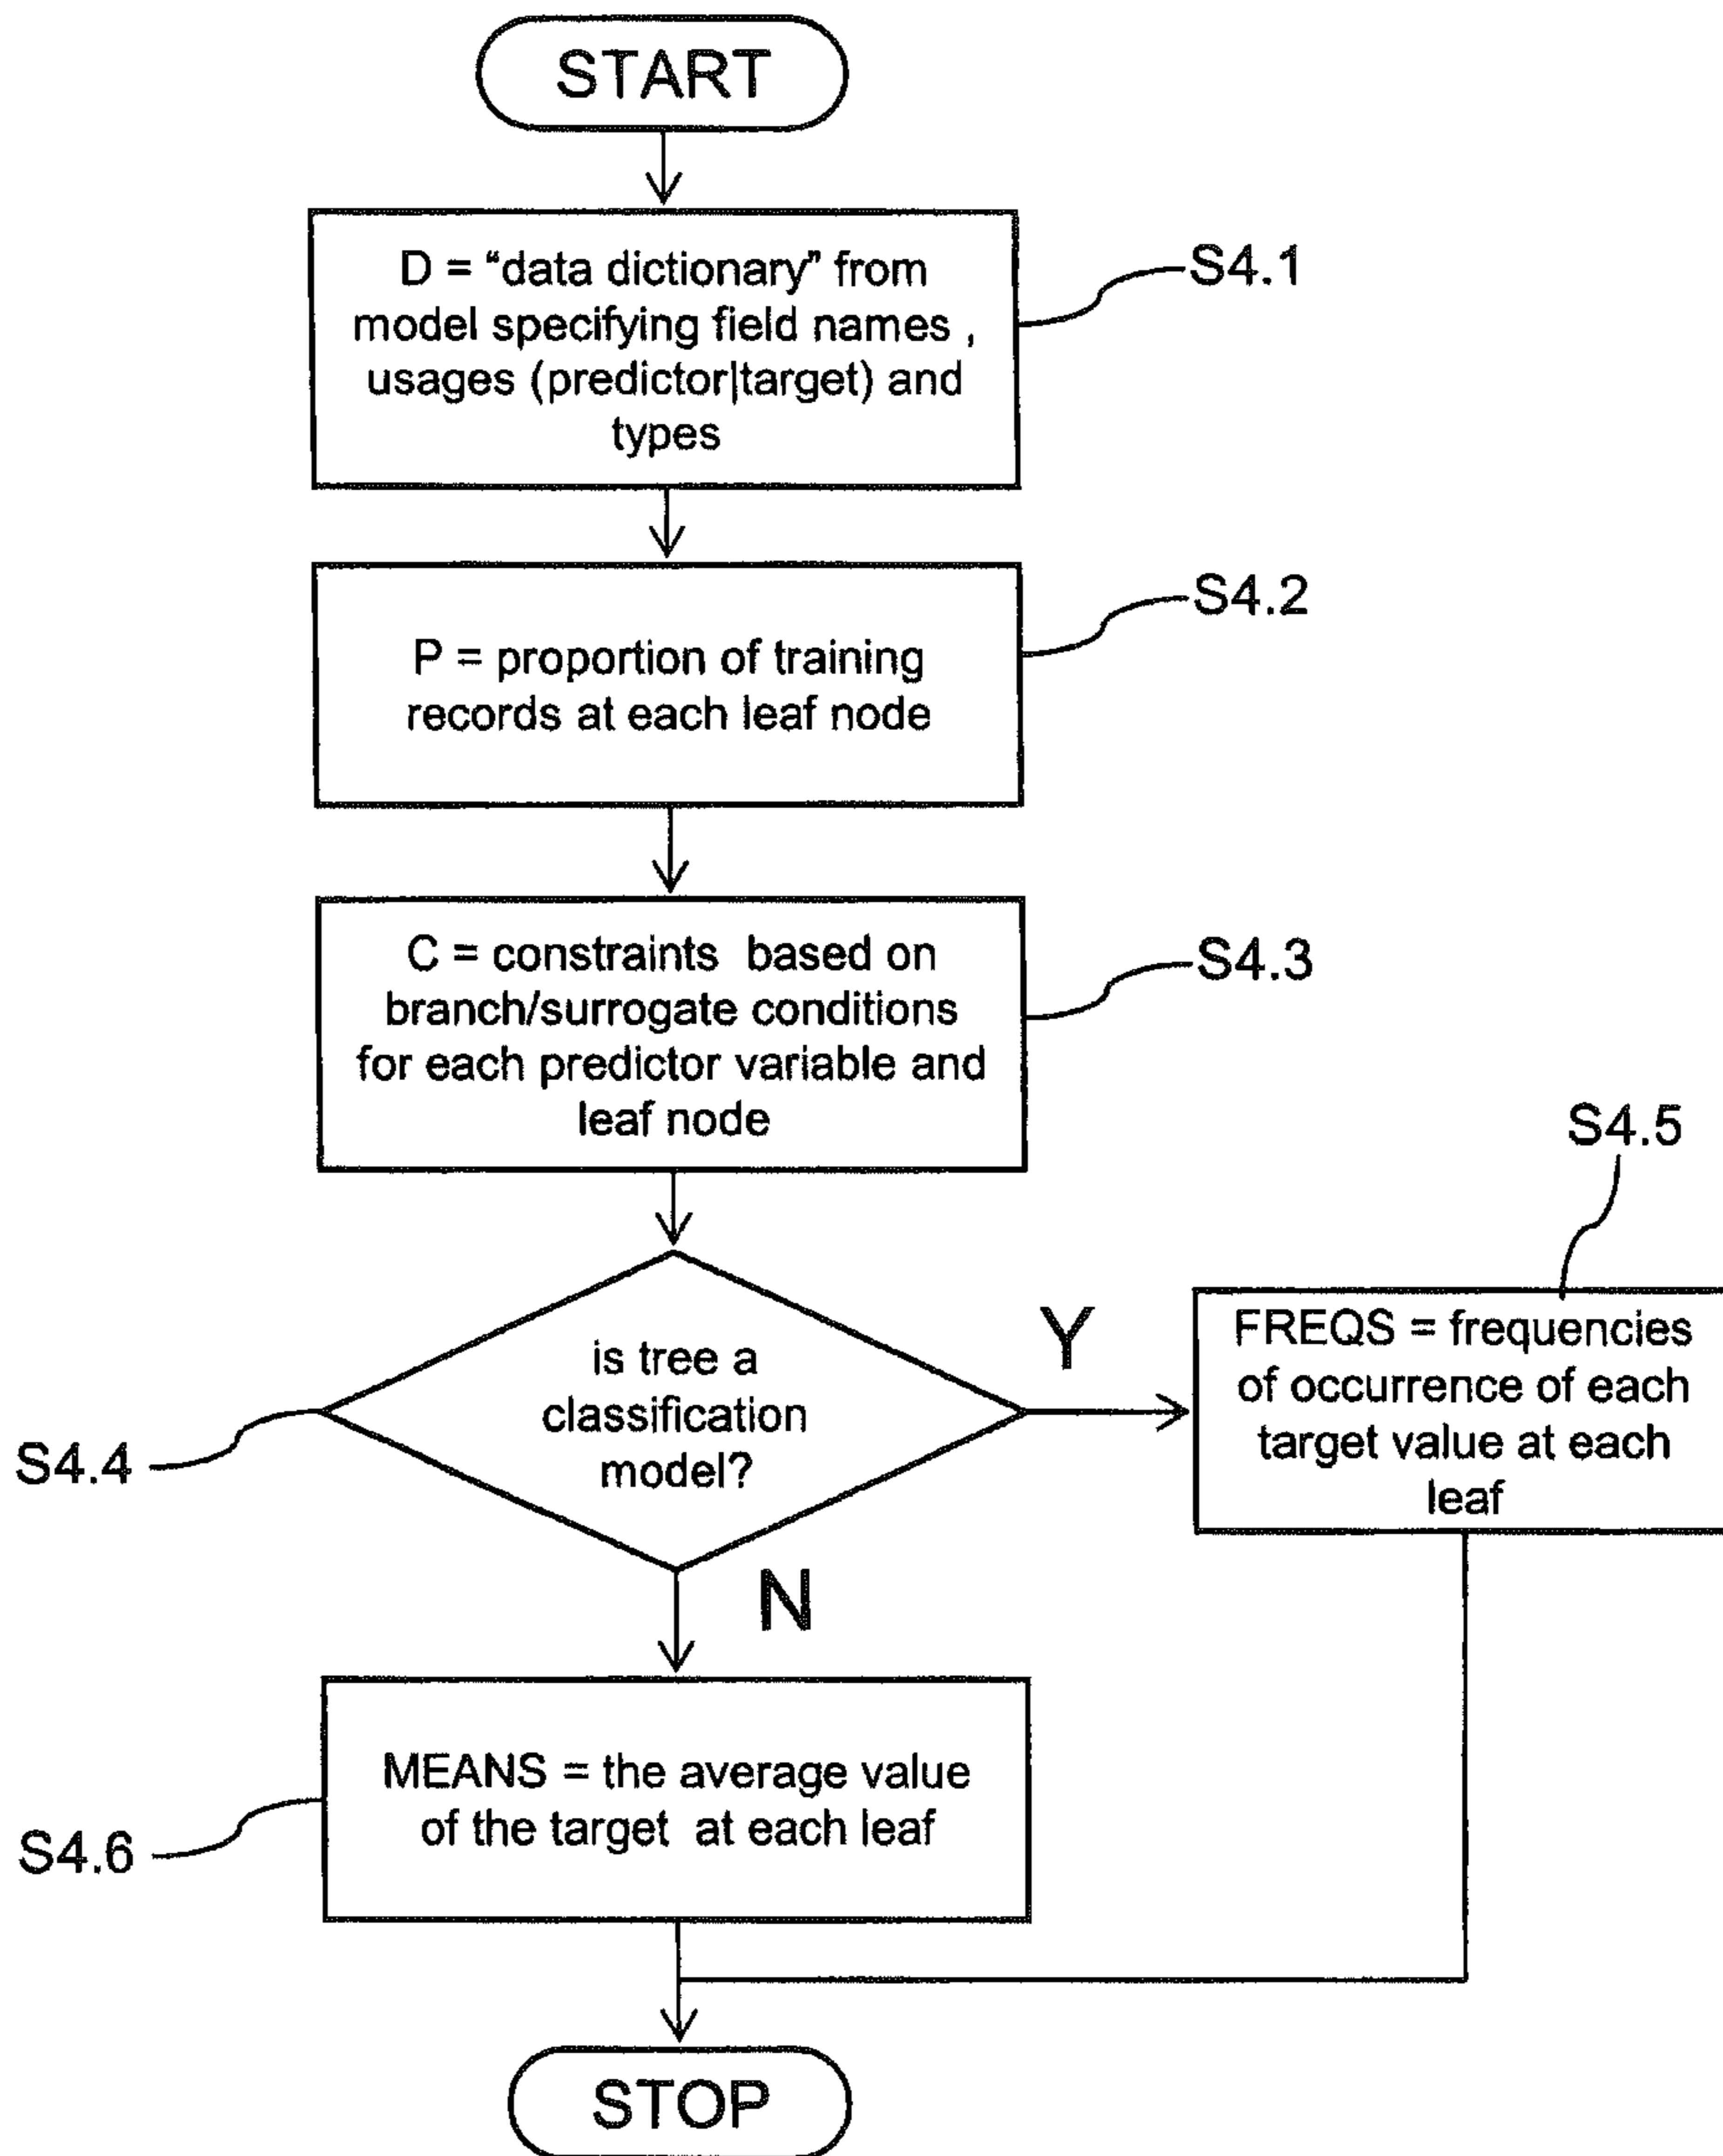 START
D = “data dictionary” from
model specifying field names ,
usages (predictor|target) and
types
S4.1
P = proportion of training
records at each leaf node
S4.2
C = constraints based on
branch/surrogate conditions
for each predictor variable and
leaf node
S4.3
is tree a
classification
model?
S4.4
Y
FREQS = frequencies
of occurrence of each
target value at each
leaf
S4.5
N
MEANS = the average value
of the target at each leaf
S4.6
STOP